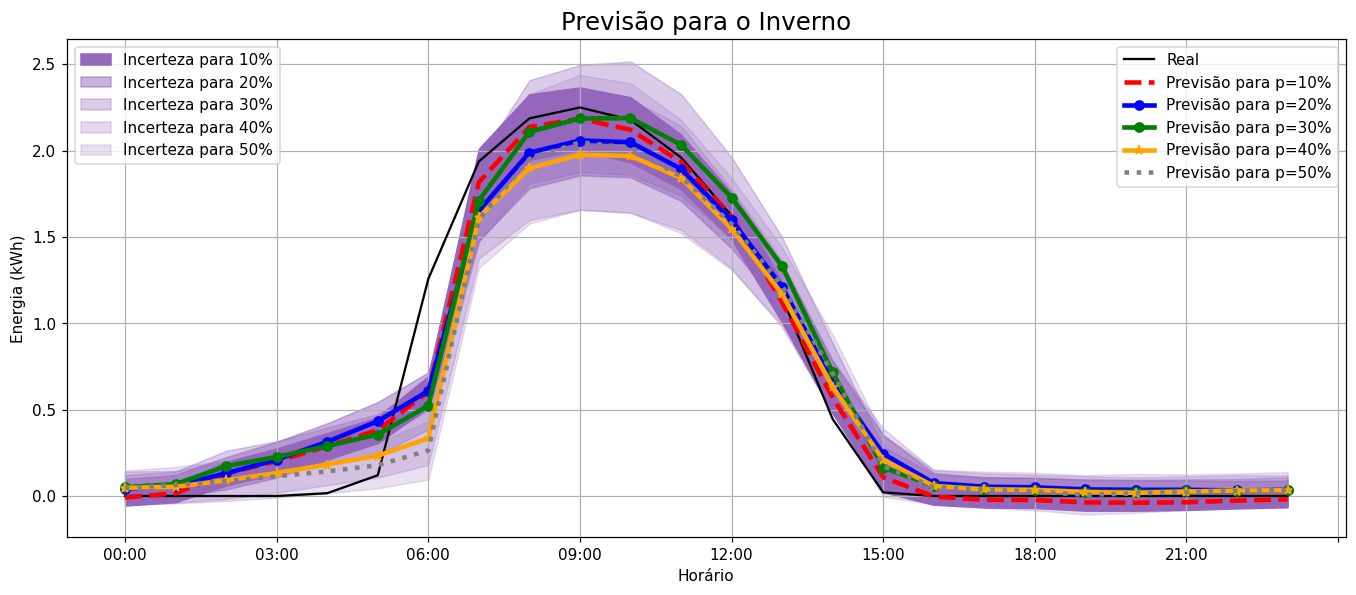 Previsão para o Inverno
Incerteza para 10%
Incerteza para 20%
Incerteza para 30%
Incerteza para 40%
Incerteza para 50%
Real
Previsão para p=10%
Previsão para p=20%
Previsão para p=30%
Previsão para p=40%
Previsão para p=50%
Energia (kWh)
2.5
2.0
1.5
1.0
0.5
0.0
00:00 03:00 06:00 09:00 12:00 15:00 18:00 21:00
Horário